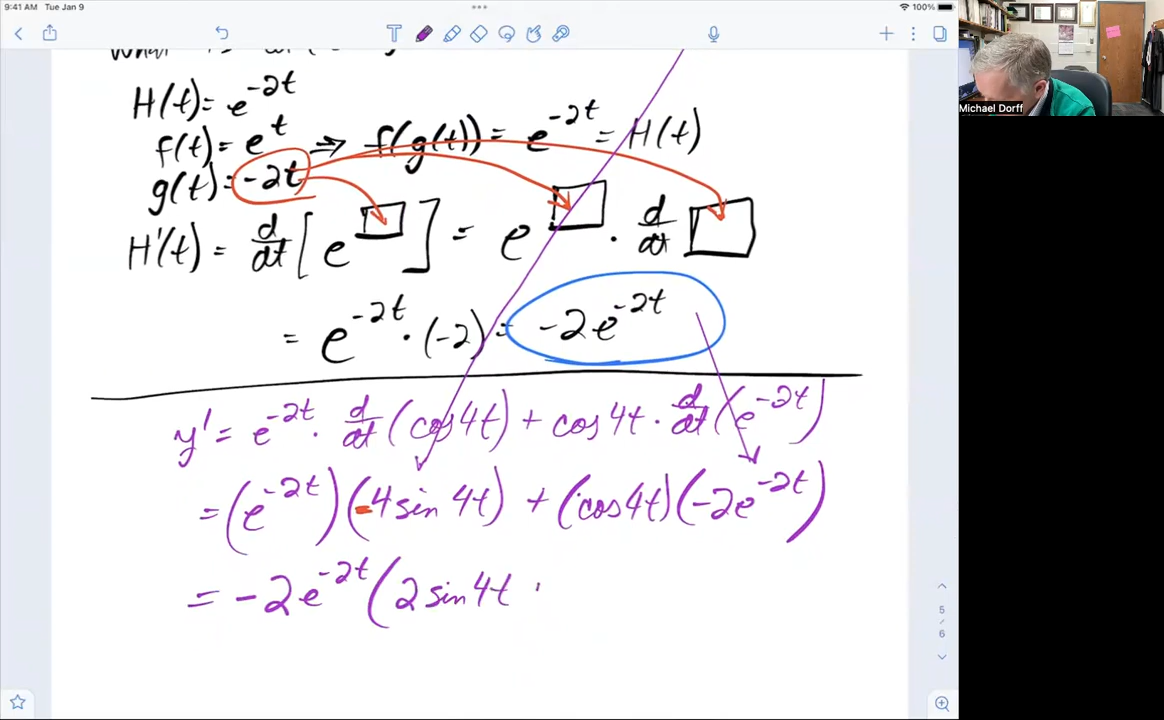 9:41 AM Tue Jan 9
100%
H(t) = e^{-2t}
f(t) = e^t ⇒ f(g(t)) = e^{-2t} = H(t)
g(t) = -2t
H'(t) = d/dt [e^□] = e^□ · d/dt □
= e^{-2t} · (-2) = -2e^{-2t}
y' = e^{-2t} · d/dt (cos 4t) + cos 4t · d/dt (e^{-2t})
= (e^{-2t}) (-4 sin 4t) + (cos 4t) (-2e^{-2t})
= -2e^{-2t} (2 sin 4t
Michael Dorff
5
/
6